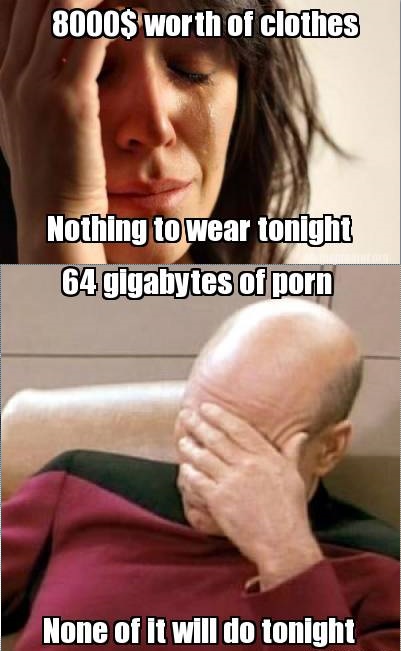 8000$ worth of clothes
Nothing to wear tonight
64 gigabytes of porn
None of it will do tonight